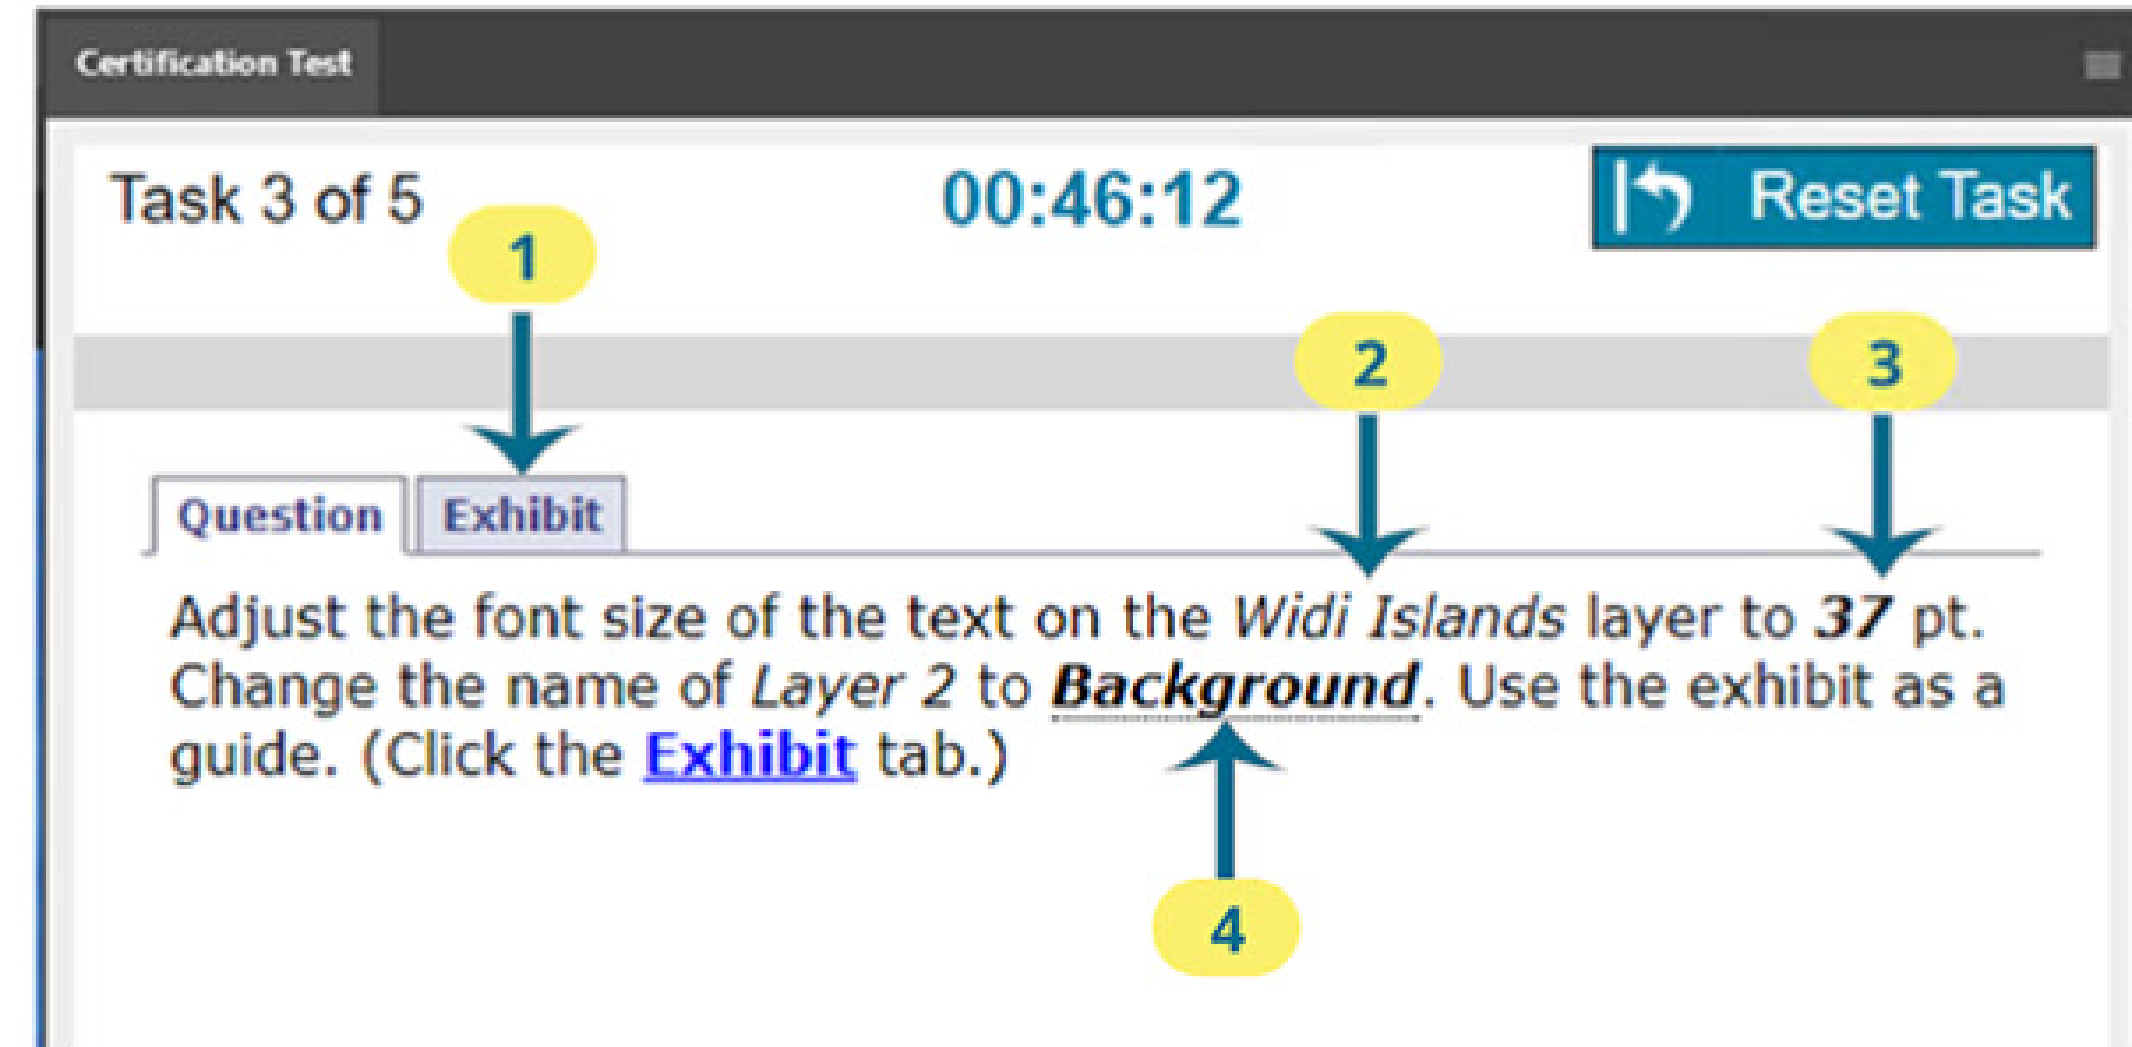 Certification Test
Task 3 of 5
00:46:12
Reset Task
1
2
3
Question
Exhibit
Adjust the font size of the text on the Widi Islands layer to 37 pt.
Change the name of Layer 2 to Background. Use the exhibit as a
guide. (Click the Exhibit tab.)
4